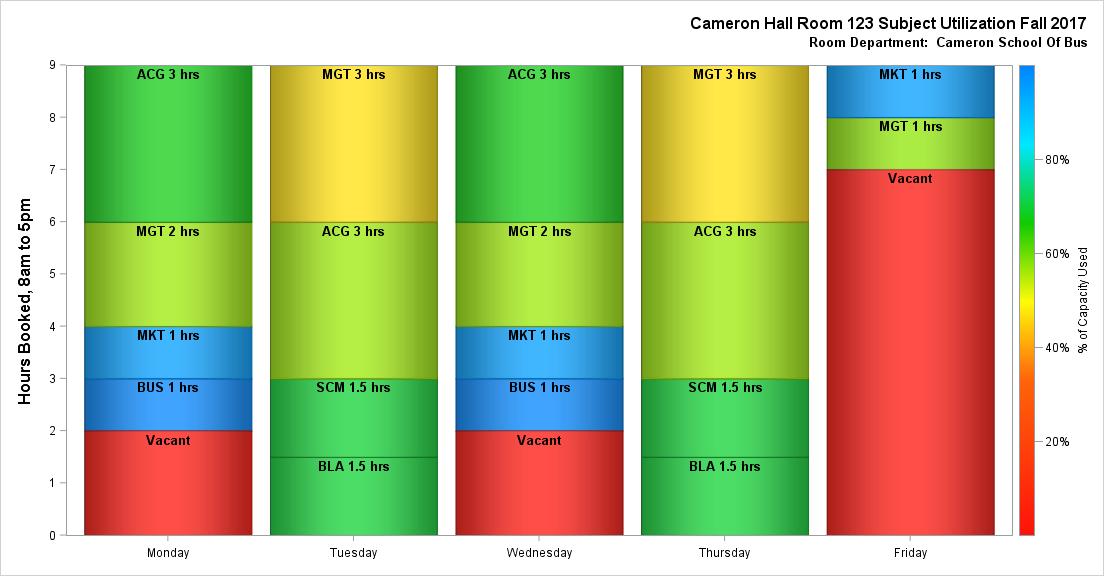 Cameron Hall Room 123 Subject Utilization Fall 2017
Room Department:  Cameron School Of Bus
Hours Booked, 8am to 5pm
9
8
7
6
5
4
3
2
1
0
ACG 3 hrs
MGT 2 hrs
MKT 1 hrs
BUS 1 hrs
Vacant
MGT 3 hrs
ACG 3 hrs
SCM 1.5 hrs
BLA 1.5 hrs
ACG 3 hrs
MGT 2 hrs
MKT 1 hrs
BUS 1 hrs
Vacant
MGT 3 hrs
ACG 3 hrs
SCM 1.5 hrs
BLA 1.5 hrs
MKT 1 hrs
MGT 1 hrs
Vacant
Monday
Tuesday
Wednesday
Thursday
Friday
80%
60%
40%
20%
% of Capacity Used